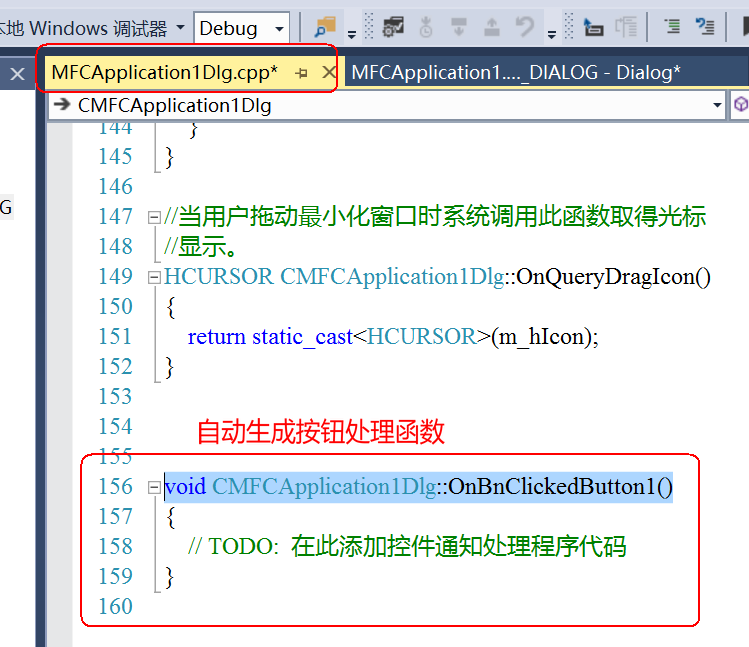 本地 Windows 调试器 Debug
MFCApplication1Dlg.cpp* MFCApplication1...._DIALOG - Dialog*
CMFCApplication1Dlg
G
144 }
145 }
146
147 //当用户拖动最小化窗口时系统调用此函数取得光标
148 //显示。
149 HCURSOR CMFCApplication1Dlg::OnQueryDragIcon()
150 {
151 return static_cast<HCURSOR>(m_hIcon);
152 }
153
154
自动生成按钮处理函数
155
156 void CMFCApplication1Dlg::OnBnClickedButton1()
157 {
158 // TODO: 在此添加控件通知处理程序代码
159 }
160